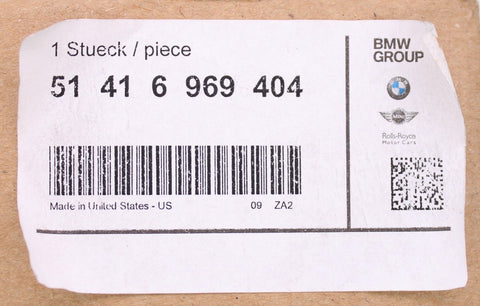 1 Stueck / piece
51 41 6 969 404
Made in United States - US 09 ZA2
BMW
GROUP
MINI
Rolls-Royce
Motor Cars